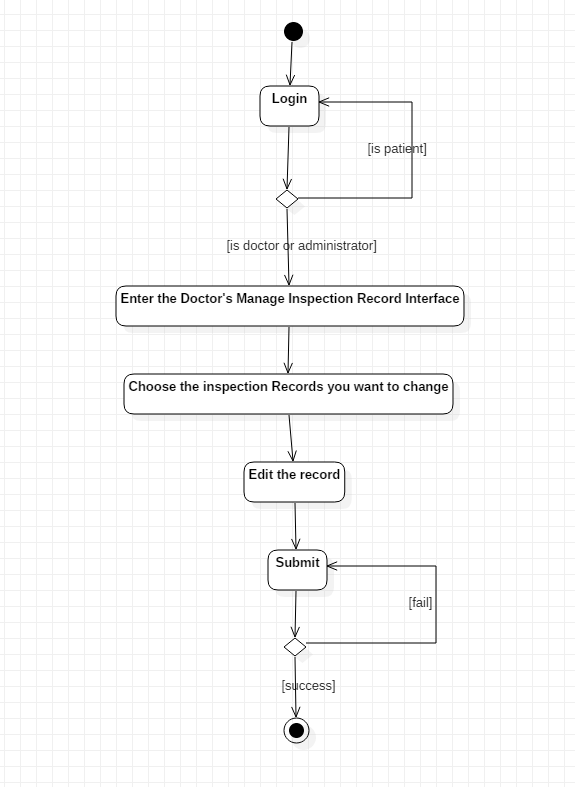 Login
[is patient]
[is doctor or administrator]
Enter the Doctor's Manage Inspection Record Interface
Choose the inspection Records you want to change
Edit the record
Submit
[fail]
[success]